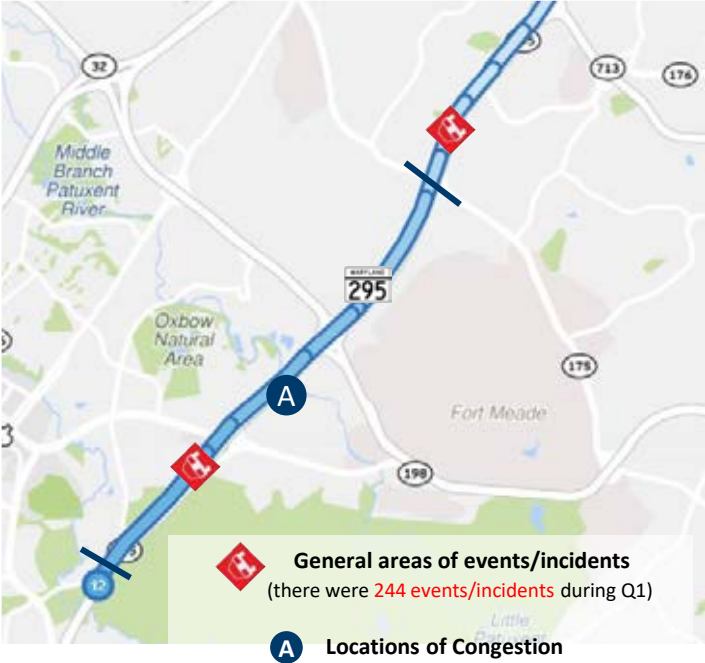 32
713
176
Middle
Branch
Patuxent
River
MARYLAND
295
Oxbow
Natural
Area
A
175
Fort Meade
198
12
General areas of events/incidents
(there were 244 events/incidents during Q1)
Little
Patuxent
A Locations of Congestion